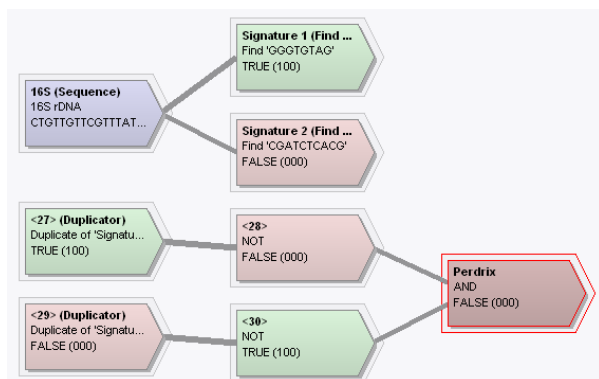 Signature 1 (Find ...
Find 'GGGTGTAG'
TRUE (100)
16S (Sequence)
16S rDNA
CTGTTGTTCGTTTAT...
Signature 2 (Find ...
Find 'CGATCTCACG'
FALSE (000)
<27> (Duplicator)
Duplicate of 'Signatu...
TRUE (100)
<28>
NOT
FALSE (000)
Perdrix
AND
FALSE (000)
<29> (Duplicator)
Duplicate of 'Signatu...
FALSE (000)
<30>
NOT
TRUE (100)